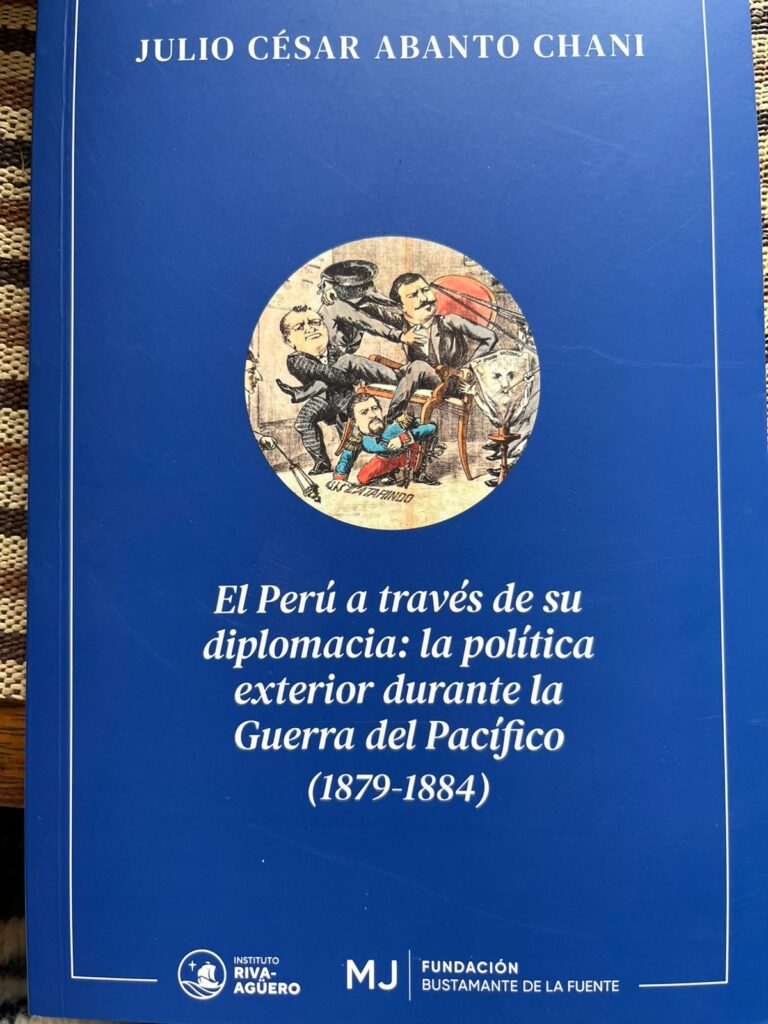 JULIO CÉSAR ABANTO CHANI
El Perú a través de su
diplomacia: la política
exterior durante la
Guerra del Pacífico
(1879-1884)
INSTITUTO
RIVA-
AGÜERO
MJ
FUNDACIÓN
BUSTAMANTE DE LA FUENTE